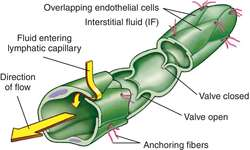 Overlapping endothelial cells
Interstitial fluid (IF)
Fluid entering
lymphatic capillary
Direction
of flow
Valve closed
Valve open
Anchoring fibers